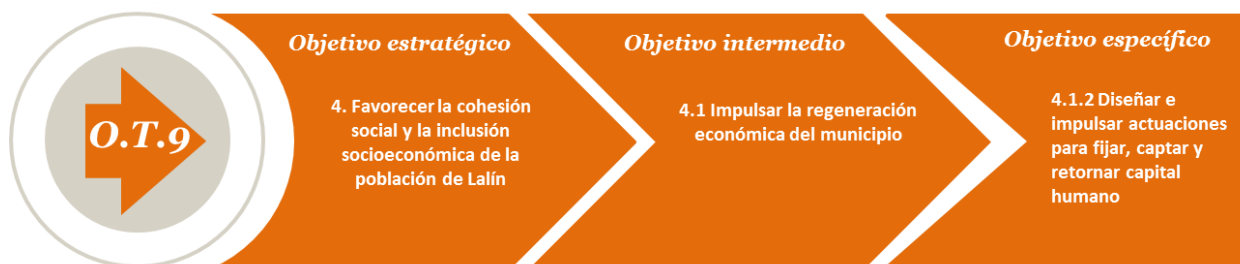 O.T.9
Objetivo estratégico
4. Favorecer la cohesión
social y la inclusión
socioeconómica de la
población de Lalín
Objetivo intermedio
4.1 Impulsar la regeneración
económica del municipio
Objetivo específico
4.1.2 Diseñar e
impulsar actuaciones
para fijar, captar y
retornar capital
humano